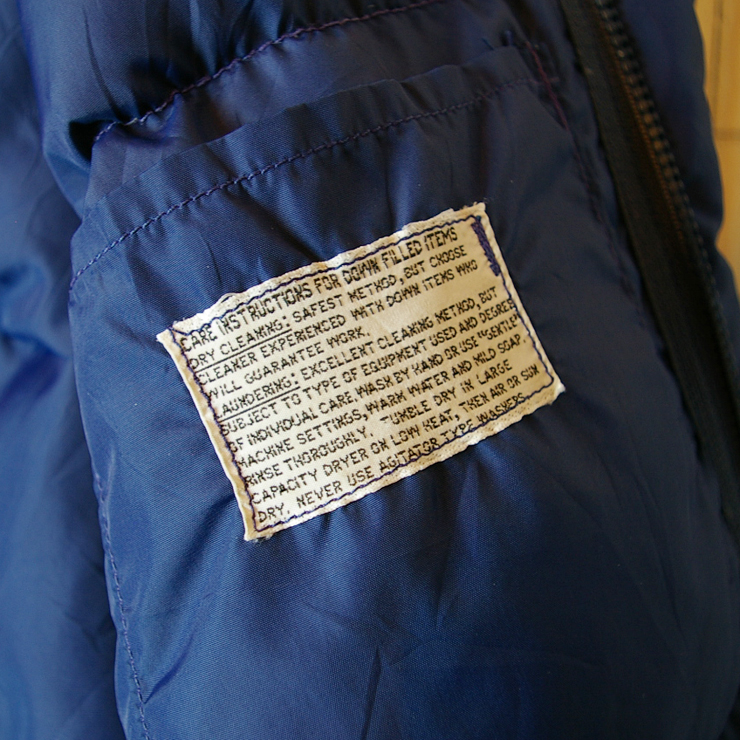 CARE INSTRUCTIONS FOR DOWN FILLED ITEMS
DRY CLEANING. SAFEST METHOD, BUT CHOOSE
CLEANER EXPERIENCED WITH DOWN ITEMS WHO
WILL GUARANTEE WORK.
LAUNDERING. EXCELLENT CLEANING METHOD, BUT
SUBJECT TO TYPE OF EQUIPMENT USED AND DEGREE
OF INDIVIDUAL CARE. WASH BY HAND OR USE "GENTLE"
MACHINE SETTINGS, WARM WATER AND MILD SOAP.
RINSE THOROUGHLY. TUMBLE DRY IN LARGE
CAPACITY DRYER ON LOW HEAT, THEN AIR OR SUN
DRY. NEVER USE AGITATOR TYPE WASHERS.